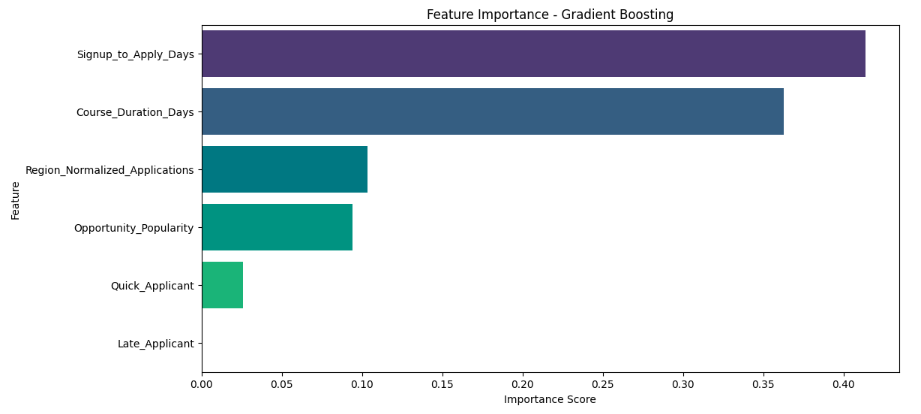 Feature Importance - Gradient Boosting
Signup_to_Apply_Days
Course_Duration_Days
Region_Normalized_Applications
Opportunity_Popularity
Quick_Applicant
Late_Applicant
Feature
0.00 0.05 0.10 0.15 0.20 0.25 0.30 0.35 0.40
Importance Score